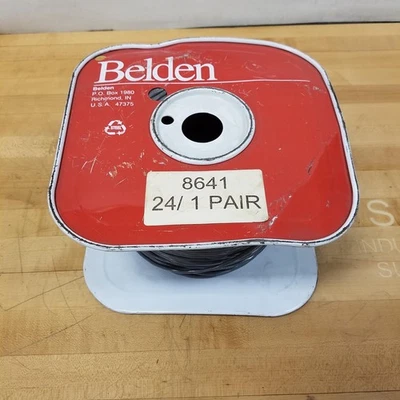 Belden
Belden
P.O. Box 1980
Richmond, IN
U.S.A. 47375
8641
24/ 1 PAIR